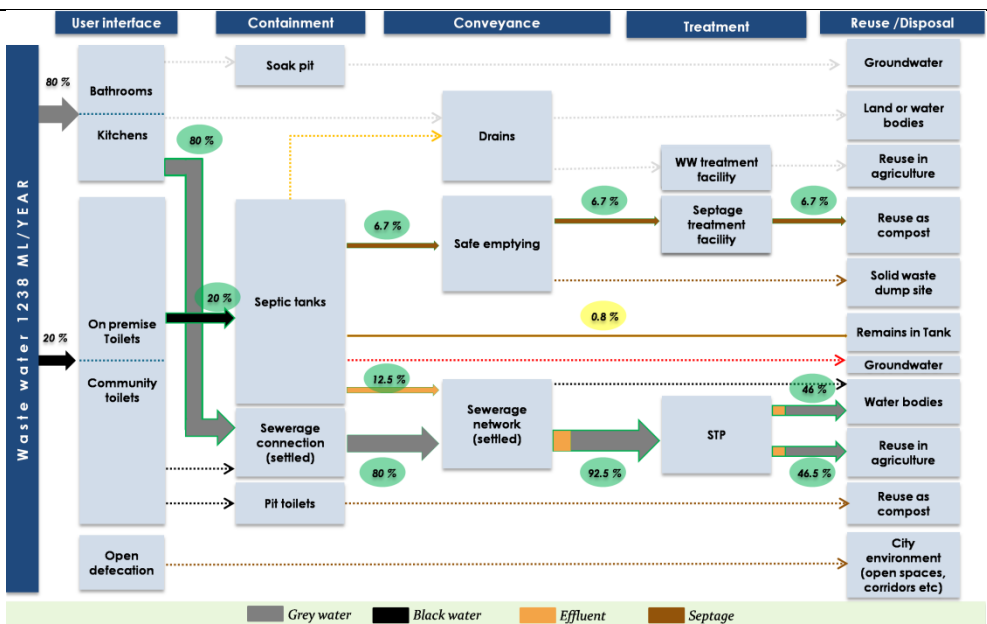 User interface
Containment
Conveyance
Treatment
Reuse /Disposal
Waste water 1238 ML/YEAR
80 %
20 %
Bathrooms
Kitchens
80 %
On premise
Toilets
Community
toilets
Open
defecation
20 %
Soak pit
Septic tanks
Sewerage
connection
(settled)
Pit toilets
6.7 %
12.5 %
80 %
Drains
Safe emptying
Sewerage
network
(settled)
6.7 %
0.8 %
92.5 %
WW treatment
facility
Septage
treatment
facility
STP
6.7 %
46 %
46.5 %
Groundwater
Land or water
bodies
Reuse in
agriculture
Reuse as
compost
Solid waste
dump site
Remains in Tank
Groundwater
Water bodies
Reuse in
agriculture
Reuse as
compost
City
environment
(open spaces,
corridors etc)
Grey water
Black water
Effluent
Septage